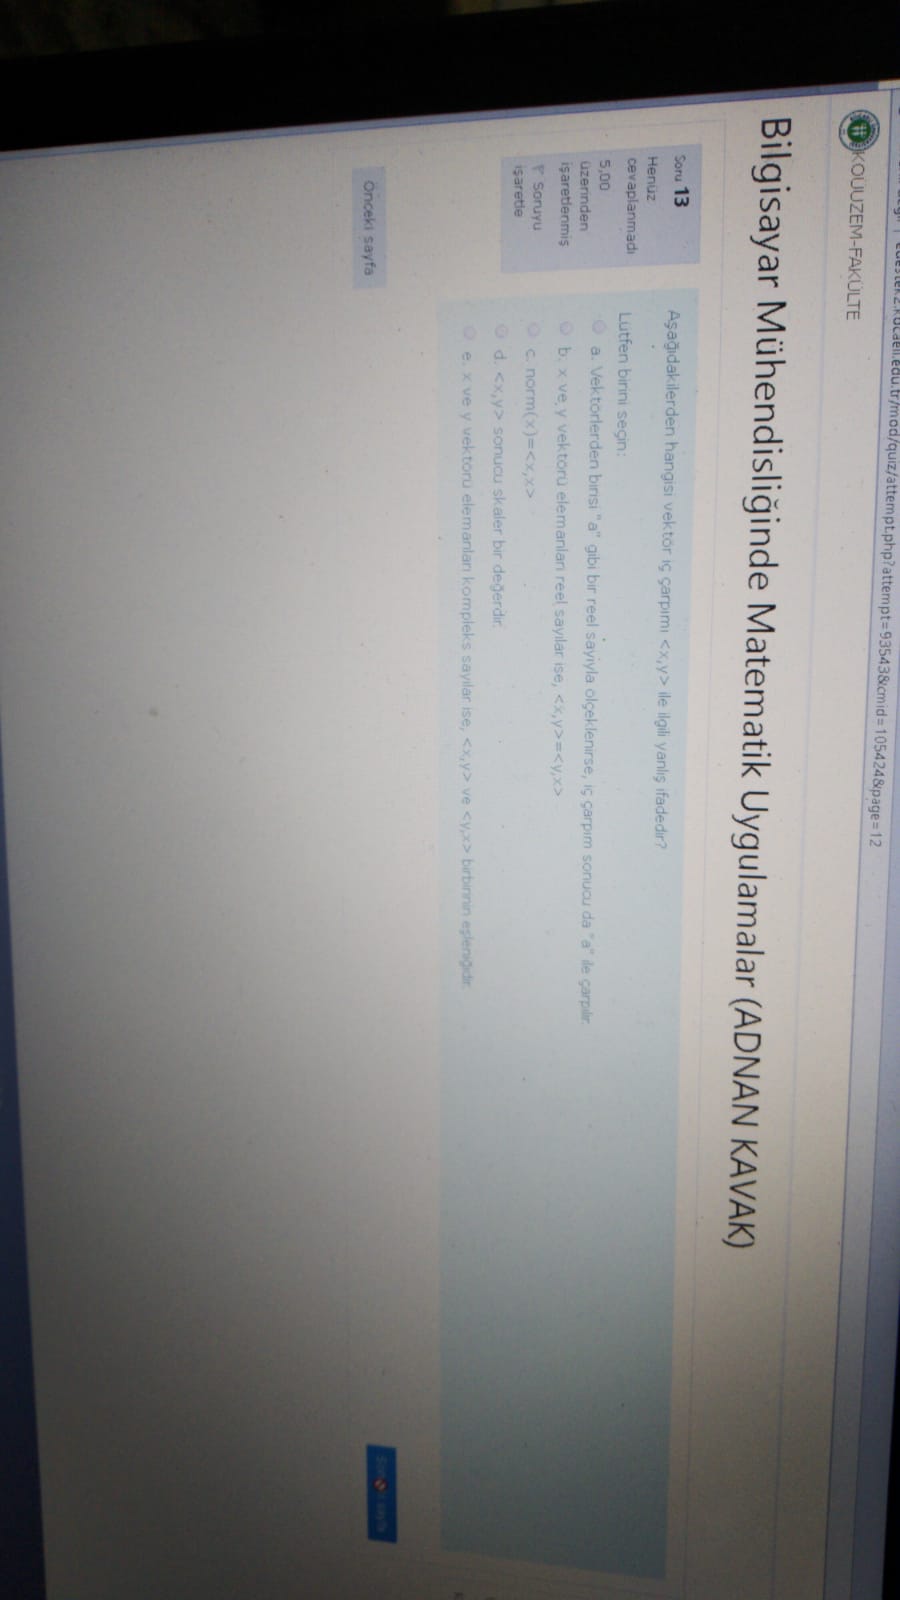 edestek2.kocaeli.edu.tr/mod/quiz/attempt.php?attempt=93543&cmid=105424&page=12
KOUUZEM-FAKÜLTE
Bilgisayar Mühendisliğinde Matematik Uygulamalar (ADNAN KAVAK)
Soru 13
Henüz
cevaplanmadı
5,00
üzerinden
işaretlenmiş
Soruyu
işaretle
Aşağıdakilerden hangisi vektör iç çarpımı <x,y> ile ilgili yanlış ifadedir?
Lütfen birini seçin:
a. Vektörlerden birisi "a" gibi bir reel sayıyla ölçeklenirse, iç çarpım sonucu da "a" ile çarpılır.
b. x ve y vektörü elemanları reel sayılar ise, <x,y>=<y,x>
c. norm(x)=<x,x>
d. <x,y> sonucu skaler bir değerdir.
e. x ve y vektörü elemanları kompleks sayılar ise, <x,y> ve <y,x> birbirinin eşleniğidir.
Önceki sayfa
Sonraki sayfa